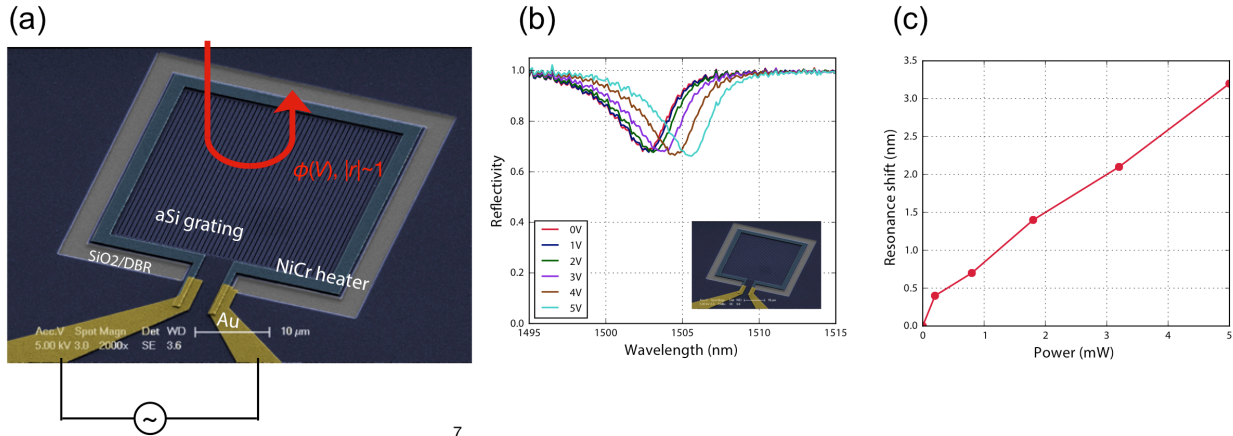 (a)
ϕ(V), |r|~1
aSi grating
SiO2/DBR
NiCr heater
Au
Acc.V Spot Magn Det WD 10 μm
5.00 kV 3.0 2000x SE 3.6
~
7
(b)
Reflectivity
1.0
0.8
0.6
0.4
0.2
0.0
0V
1V
2V
3V
4V
5V
1495 1500 1505 1510 1515
Wavelength (nm)
(c)
Resonance shift (nm)
3.5
3.0
2.5
2.0
1.5
1.0
0.5
0.0
0 1 2 3 4 5
Power (mW)